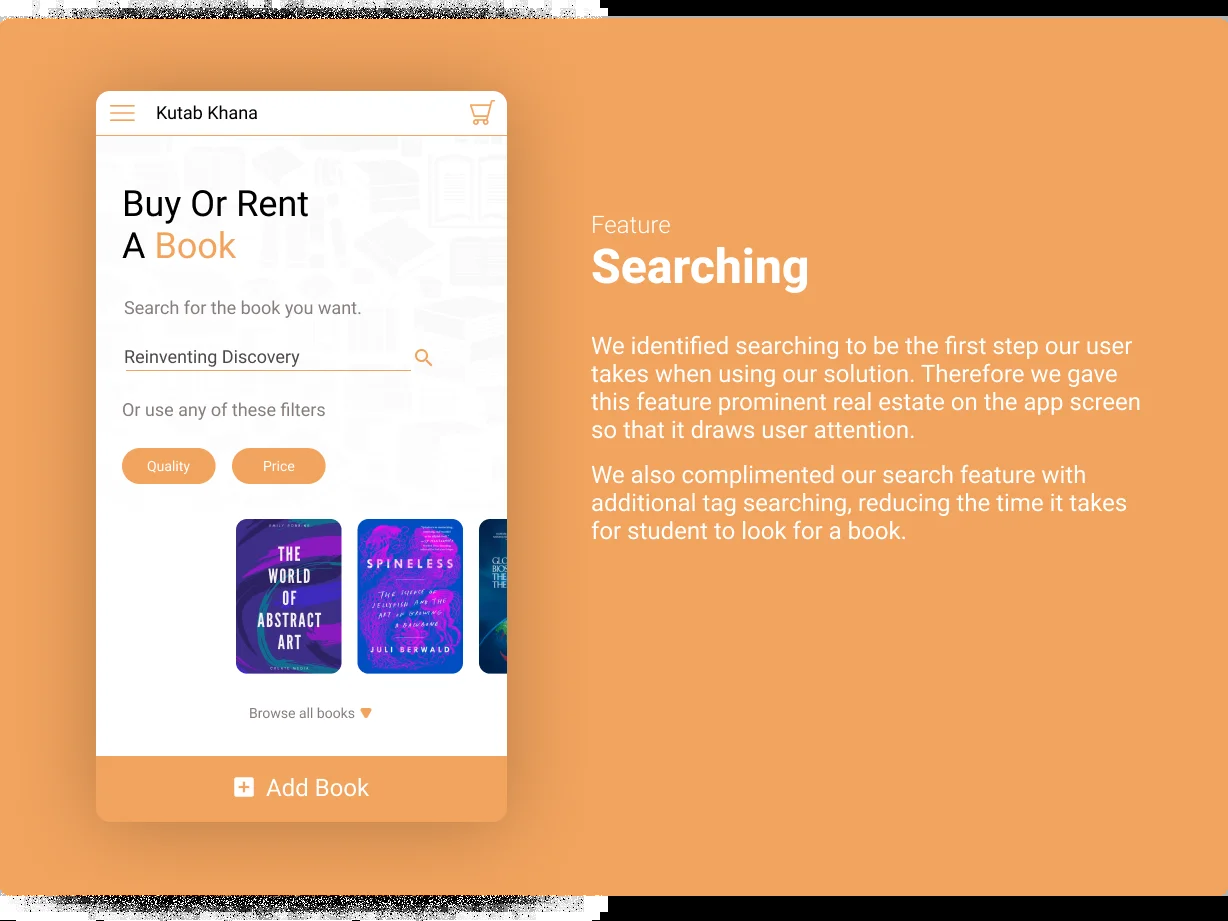 Kutab Khana
Buy Or Rent
A Book
Search for the book you want.
Reinventing Discovery
Or use any of these filters
Quality
Price
THE
WORLD
OF
ABSTRACT
ART
SPINELESS
THE SCIENCE OF
JELLYFISH AND THE
ART OF GROWING
A BACKBONE
JULI BERWALD
Browse all books
Add Book
Feature
Searching
We identified searching to be the first step our user
takes when using our solution. Therefore we gave
this feature prominent real estate on the app screen
so that it draws user attention.
We also complimented our search feature with
additional tag searching, reducing the time it takes
for student to look for a book.